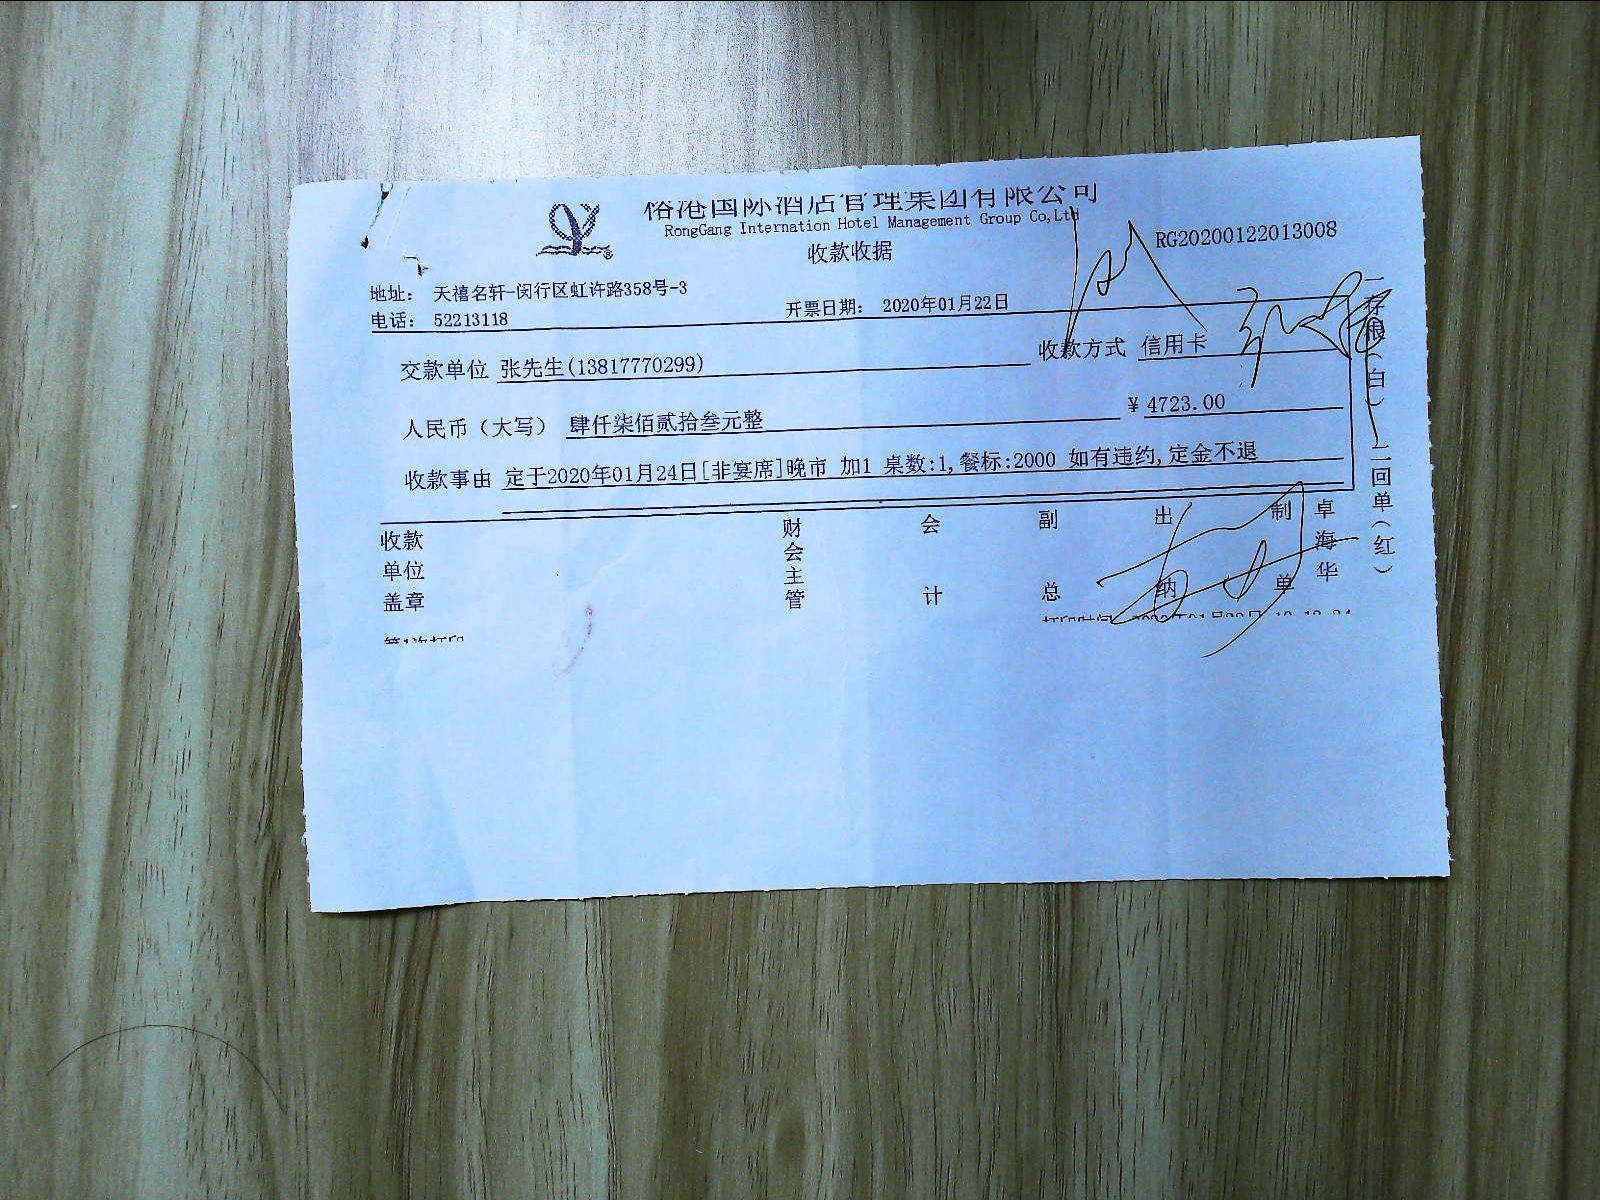 国际酒店管理集团有限公司
RongGang Internation Hotel Management Group Co,Ltd
收款收据
RG20200122013008
地址： 天禧名轩-闵行区虹许路358号-3
电话： 52213118
开票日期： 2020年01月22日
交款单位 张先生(13817770299)
收款方式 信用卡
人民币（大写） 肆仟柒佰贰拾叁元整
¥ 4723.00
收款事由 定于2020年01月24日[非宴席]晚市 加1 桌数:1,餐标:2000 如有违约,定金不退
收款单位盖章
财会主管
会计
副总
出纳
制单
卓海华
一存根（白）二回单（红）